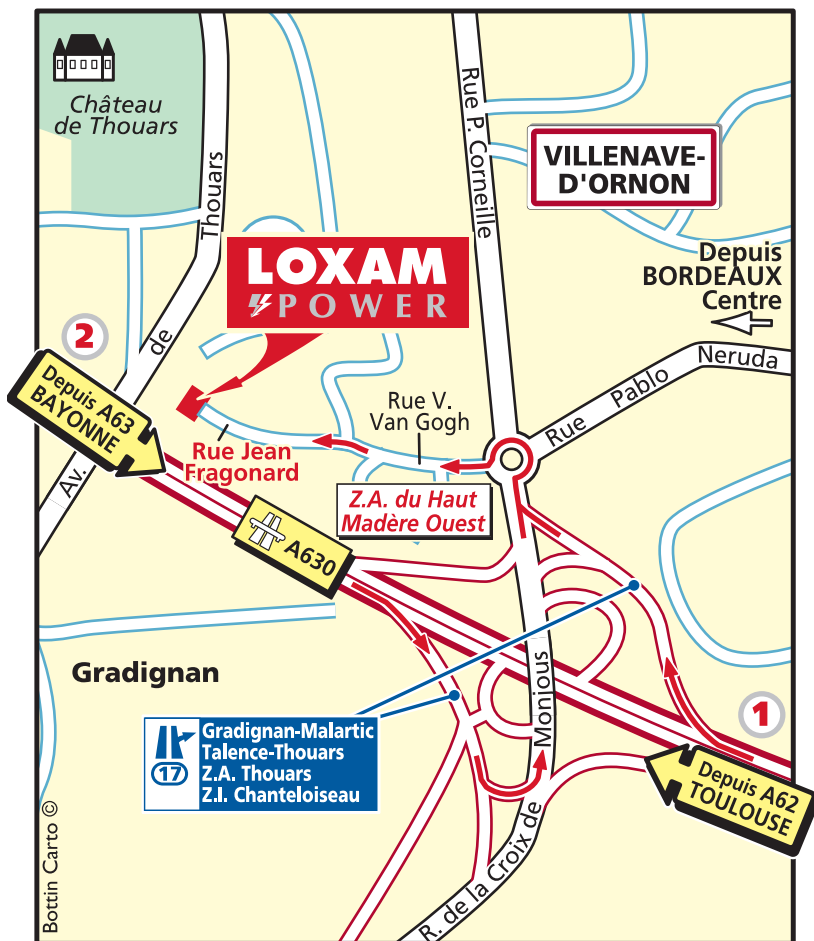 Château
de Thouars
Rue P. Corneille
VILLENAVE-
D'ORNON
Av. de Thouars
LOXAM
POWER
Depuis
BORDEAUX
Centre
2
Depuis A63
BAYONNE
Rue Pablo Neruda
Rue V.
Van Gogh
Rue Jean
Fragonard
Z.A. du Haut
Madère Ouest
A630
Gradignan
17
Gradignan-Malartic
Talence-Thouars
Z.A. Thouars
Z.I. Chanteloiseau
R. de la Croix de Monjous
1
Depuis A62
TOULOUSE
Bottin Carto ©